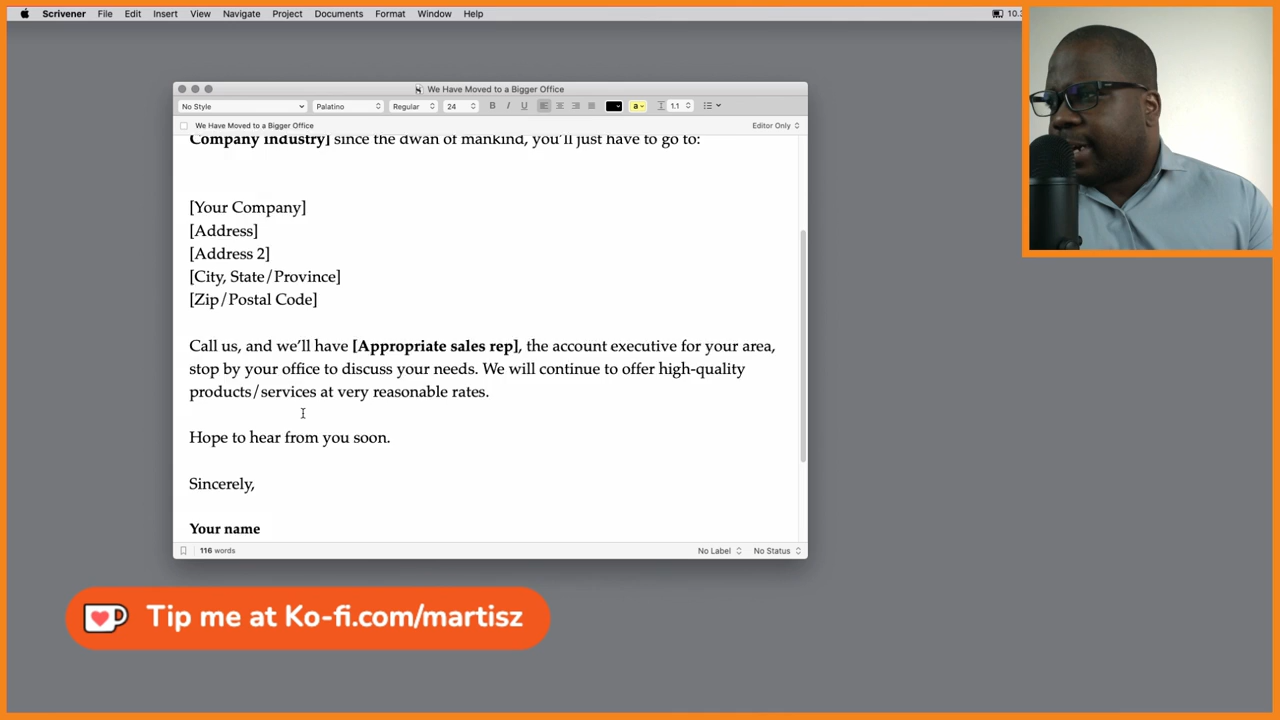 Scrivener File Edit Insert View Navigate Project Documents Format Window Help
10.3
We Have Moved to a Bigger Office
No Style Palatino Regular 24 B I U a 1.1
We Have Moved to a Bigger Office Editor Only
Company industry] since the dwan of mankind, you’ll just have to go to:
[Your Company]
[Address]
[Address 2]
[City, State/Province]
[Zip/Postal Code]
Call us, and we’ll have [Appropriate sales rep], the account executive for your area,
stop by your office to discuss your needs. We will continue to offer high-quality
products/services at very reasonable rates.
Hope to hear from you soon.
Sincerely,
Your name
116 words No Label No Status
Tip me at Ko-fi.com/martisz